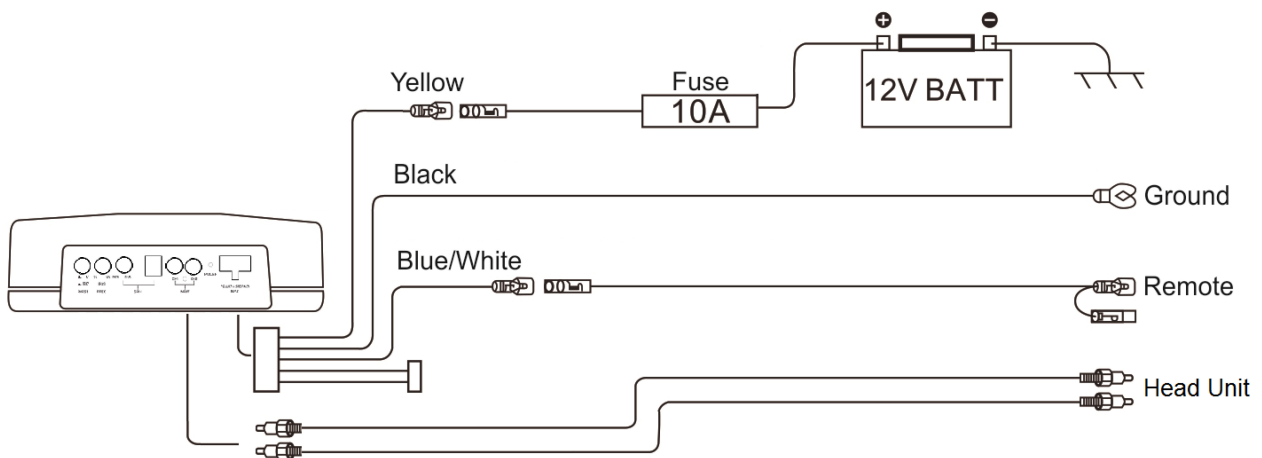 Yellow
Fuse
10A
12V BATT
Black
Ground
Blue/White
Remote
Head Unit